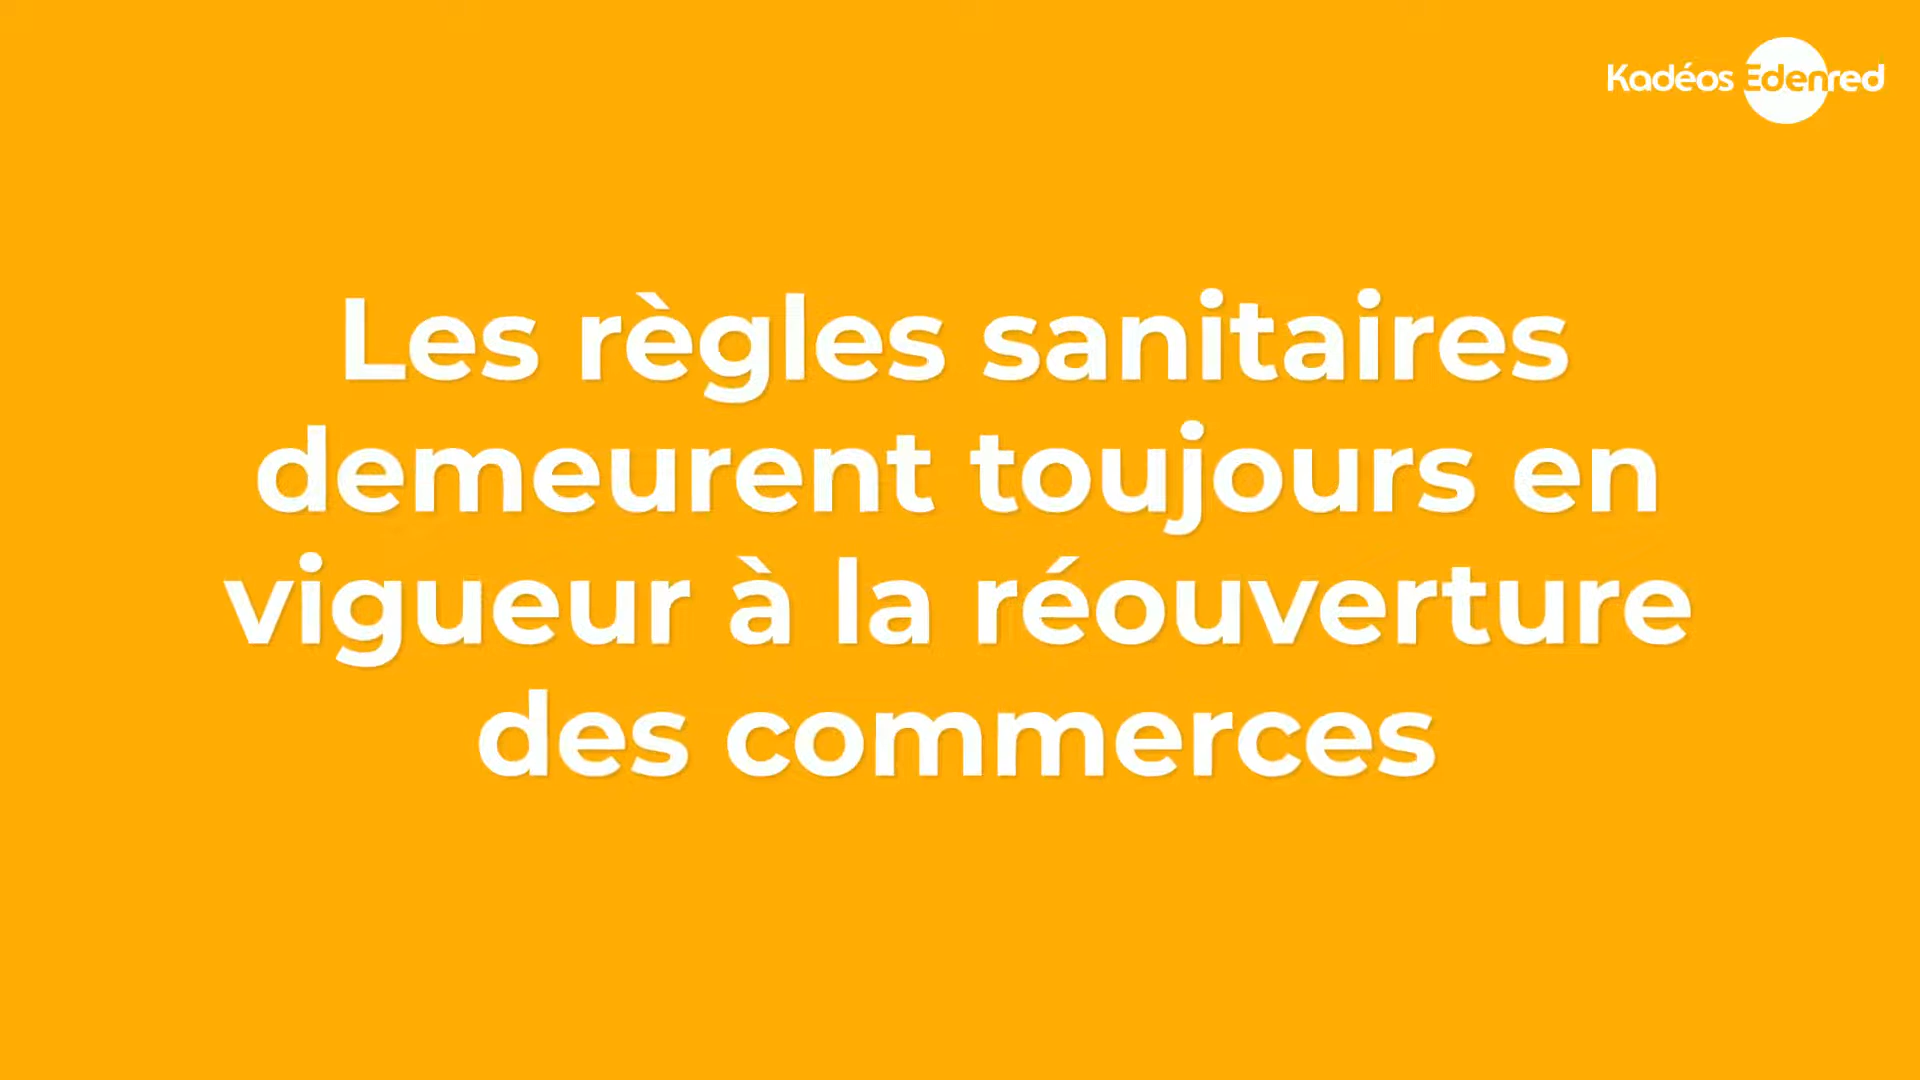 Kadéos Edenred
Les règles sanitaires
demeurent toujours en
vigueur à la réouverture
des commerces